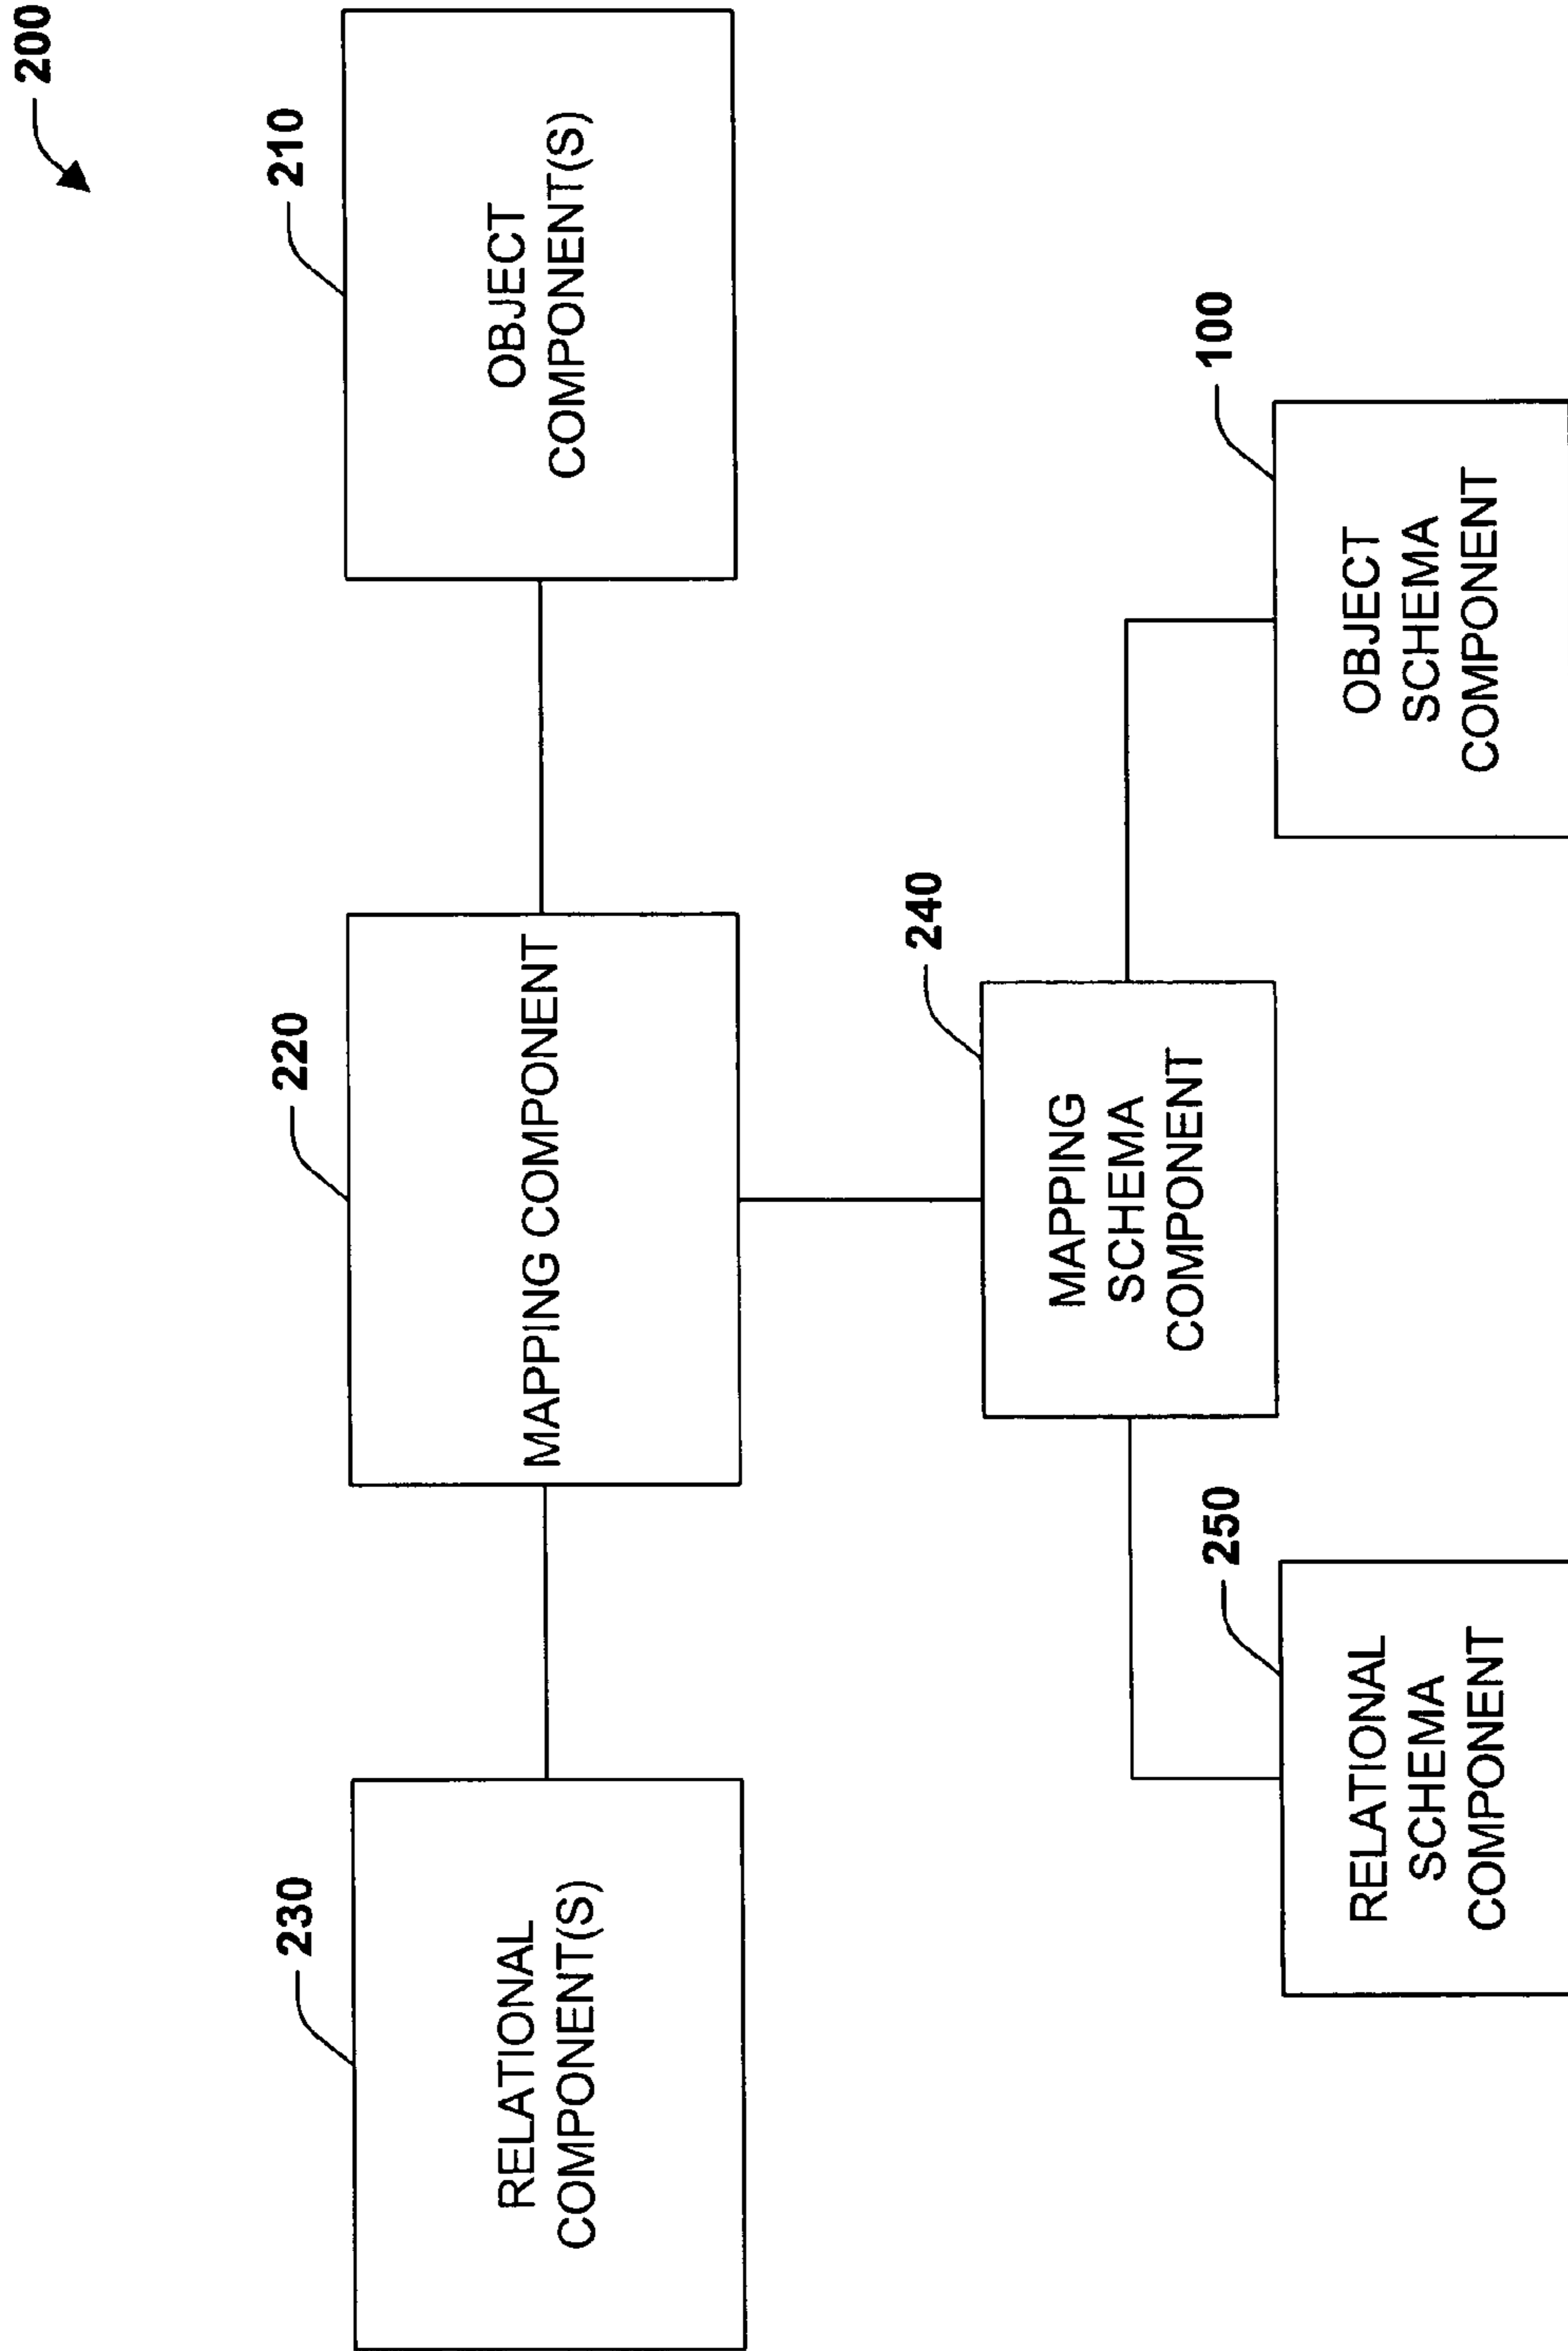 200
230
RELATIONAL
COMPONENT(S)
220
MAPPING COMPONENT
210
OBJECT
COMPONENT(S)
240
MAPPING
SCHEMA
COMPONENT
250
RELATIONAL
SCHEMA
COMPONENT
100
OBJECT
SCHEMA
COMPONENT